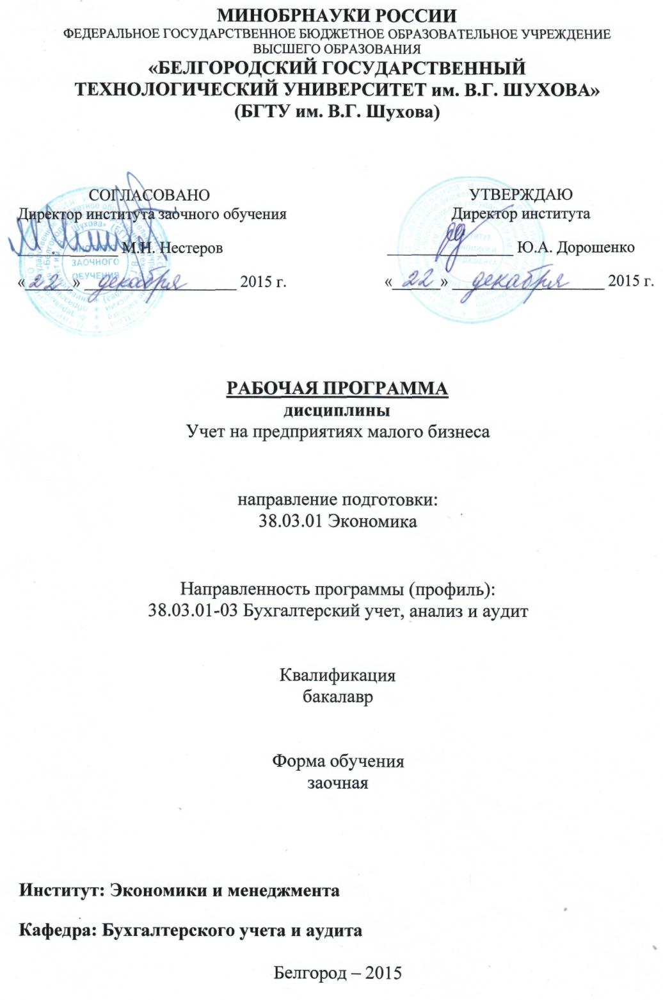 МИНОБРНАУКИ РОССИИ
ФЕДЕРАЛЬНОЕ ГОСУДАРСТВЕННОЕ БЮДЖЕТНОЕ ОБРАЗОВАТЕЛЬНОЕ УЧРЕЖДЕНИЕ
ВЫСШЕГО ОБРАЗОВАНИЯ
«БЕЛГОРОДСКИЙ ГОСУДАРСТВЕННЫЙ
ТЕХНОЛОГИЧЕСКИЙ УНИВЕРСИТЕТ им. В.Г. ШУХОВА»
(БГТУ им. В.Г. Шухова)
СОГЛАСОВАНО
Директор института заочного обучения
М.Н. Нестеров
«22» декабря 2015 г.
ИНСТИТУТ
ЗАОЧНОГО
ОБУЧЕНИЯ
УТВЕРЖДАЮ
Директор института
Ю.А. Дорошенко
«22» декабря 2015 г.
РАБОЧАЯ ПРОГРАММА
дисциплины
Учет на предприятиях малого бизнеса
направление подготовки:
38.03.01 Экономика
Направленность программы (профиль):
38.03.01-03 Бухгалтерский учет, анализ и аудит
Квалификация
бакалавр
Форма обучения
заочная
Институт: Экономики и менеджмента
Кафедра: Бухгалтерского учета и аудита
Белгород – 2015